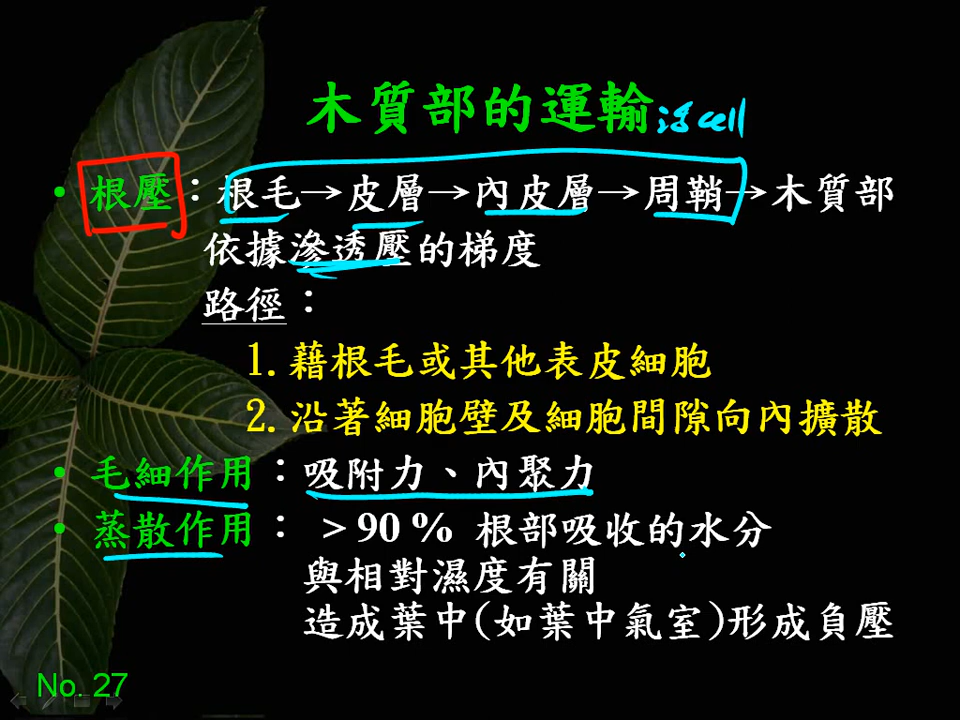 木質部的運輸 活cell
• 根壓：根毛→皮層→內皮層→周鞘→木質部
依據滲透壓的梯度
路徑：
1.藉根毛或其他表皮細胞
2.沿著細胞壁及細胞間隙向內擴散
• 毛細作用：吸附力、內聚力
• 蒸散作用： ＞90 % 根部吸收的水分
與相對濕度有關
造成葉中(如葉中氣室)形成負壓
No. 27